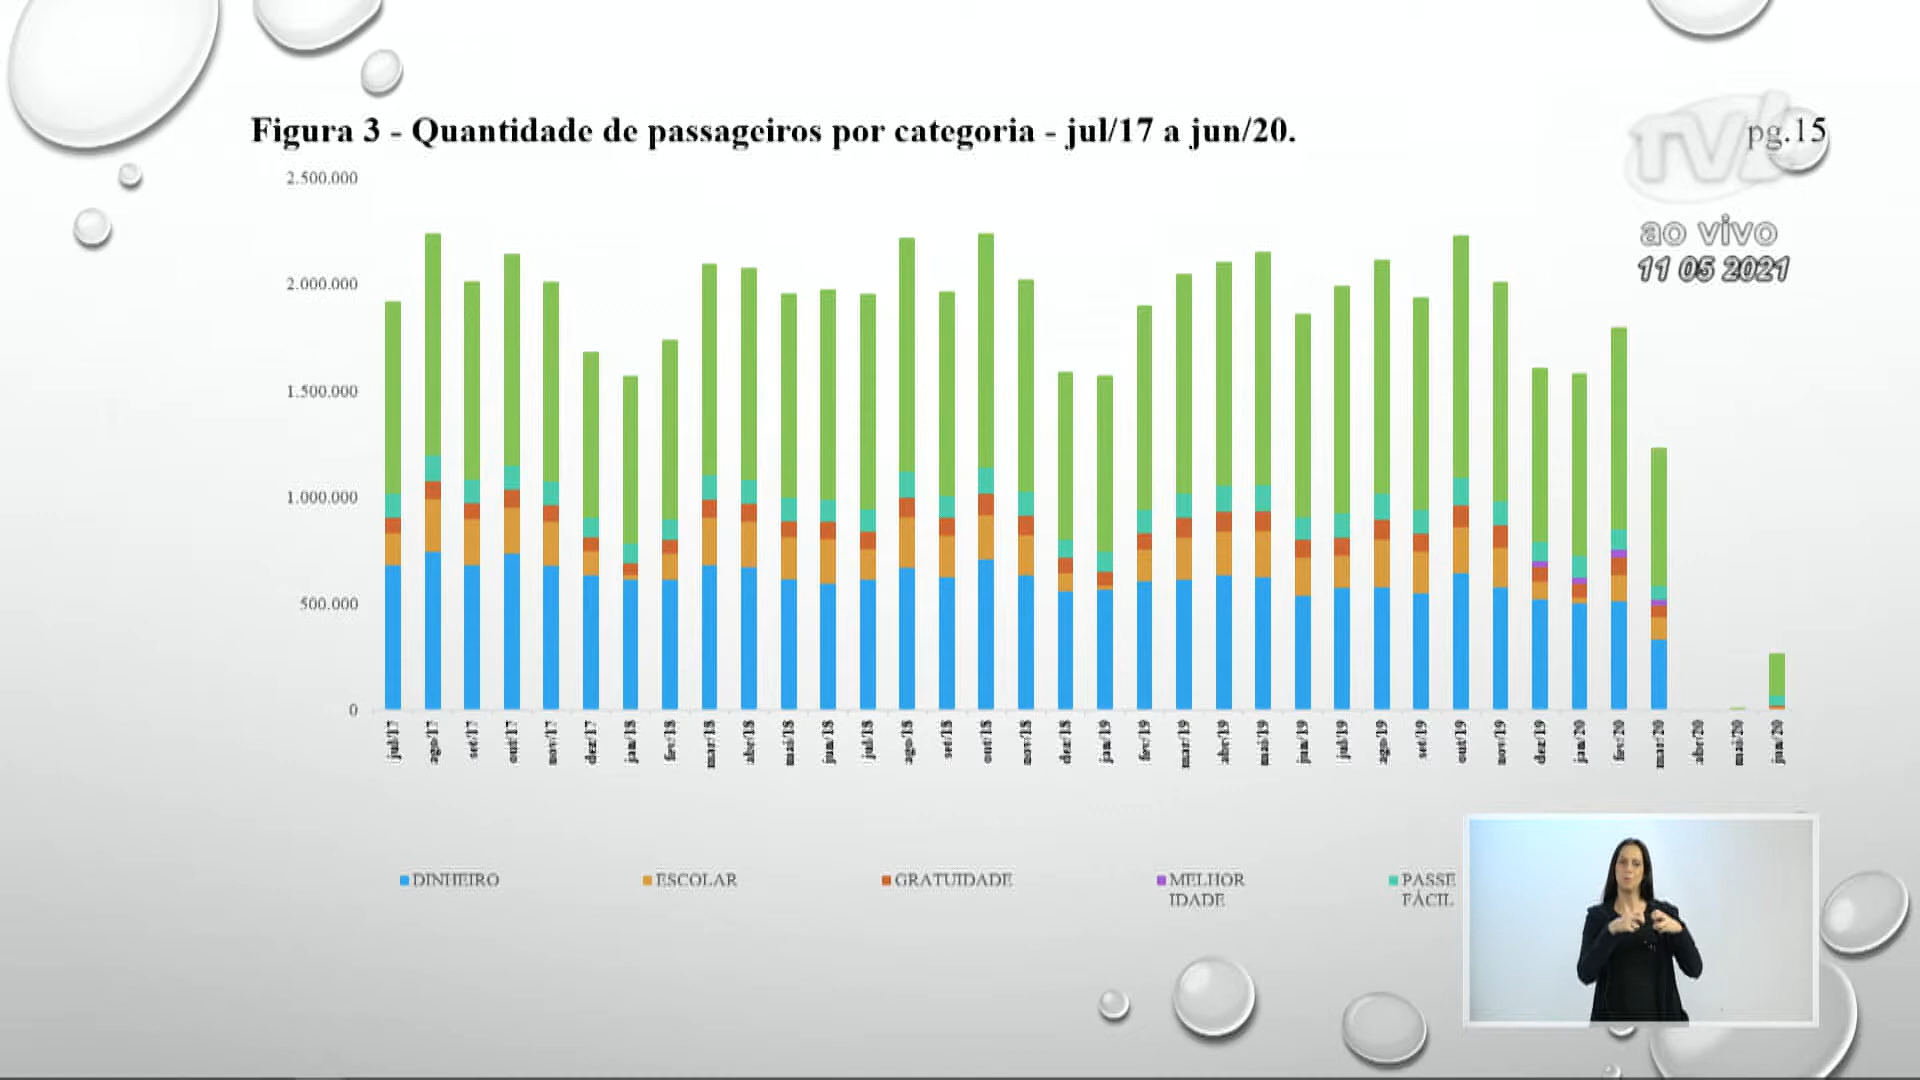 Figura 3 - Quantidade de passageiros por categoria - jul/17 a jun/20.
pg.15
TV
ao vivo
11 05 2021
2.500.000
2.000.000
1.500.000
1.000.000
500.000
0
jul/17
ago/17
set/17
out/17
nov/17
dez/17
jan/18
fev/18
mar/18
abr/18
mai/18
jun/18
jul/18
ago/18
set/18
out/18
nov/18
dez/18
jan/19
fev/19
mar/19
abr/19
mai/19
jun/19
jul/19
ago/19
set/19
out/19
nov/19
dez/19
jan/20
fev/20
mar/20
abr/20
mai/20
jun/20
DINHEIRO
ESCOLAR
GRATUIDADE
MELHOR
IDADE
PASSE
FÁCIL